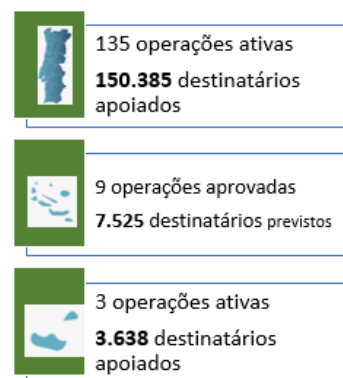 135 operações ativas
150.385 destinatários
apoiados
9 operações aprovadas
7.525 destinatários previstos
3 operações ativas
3.638 destinatários
apoiados